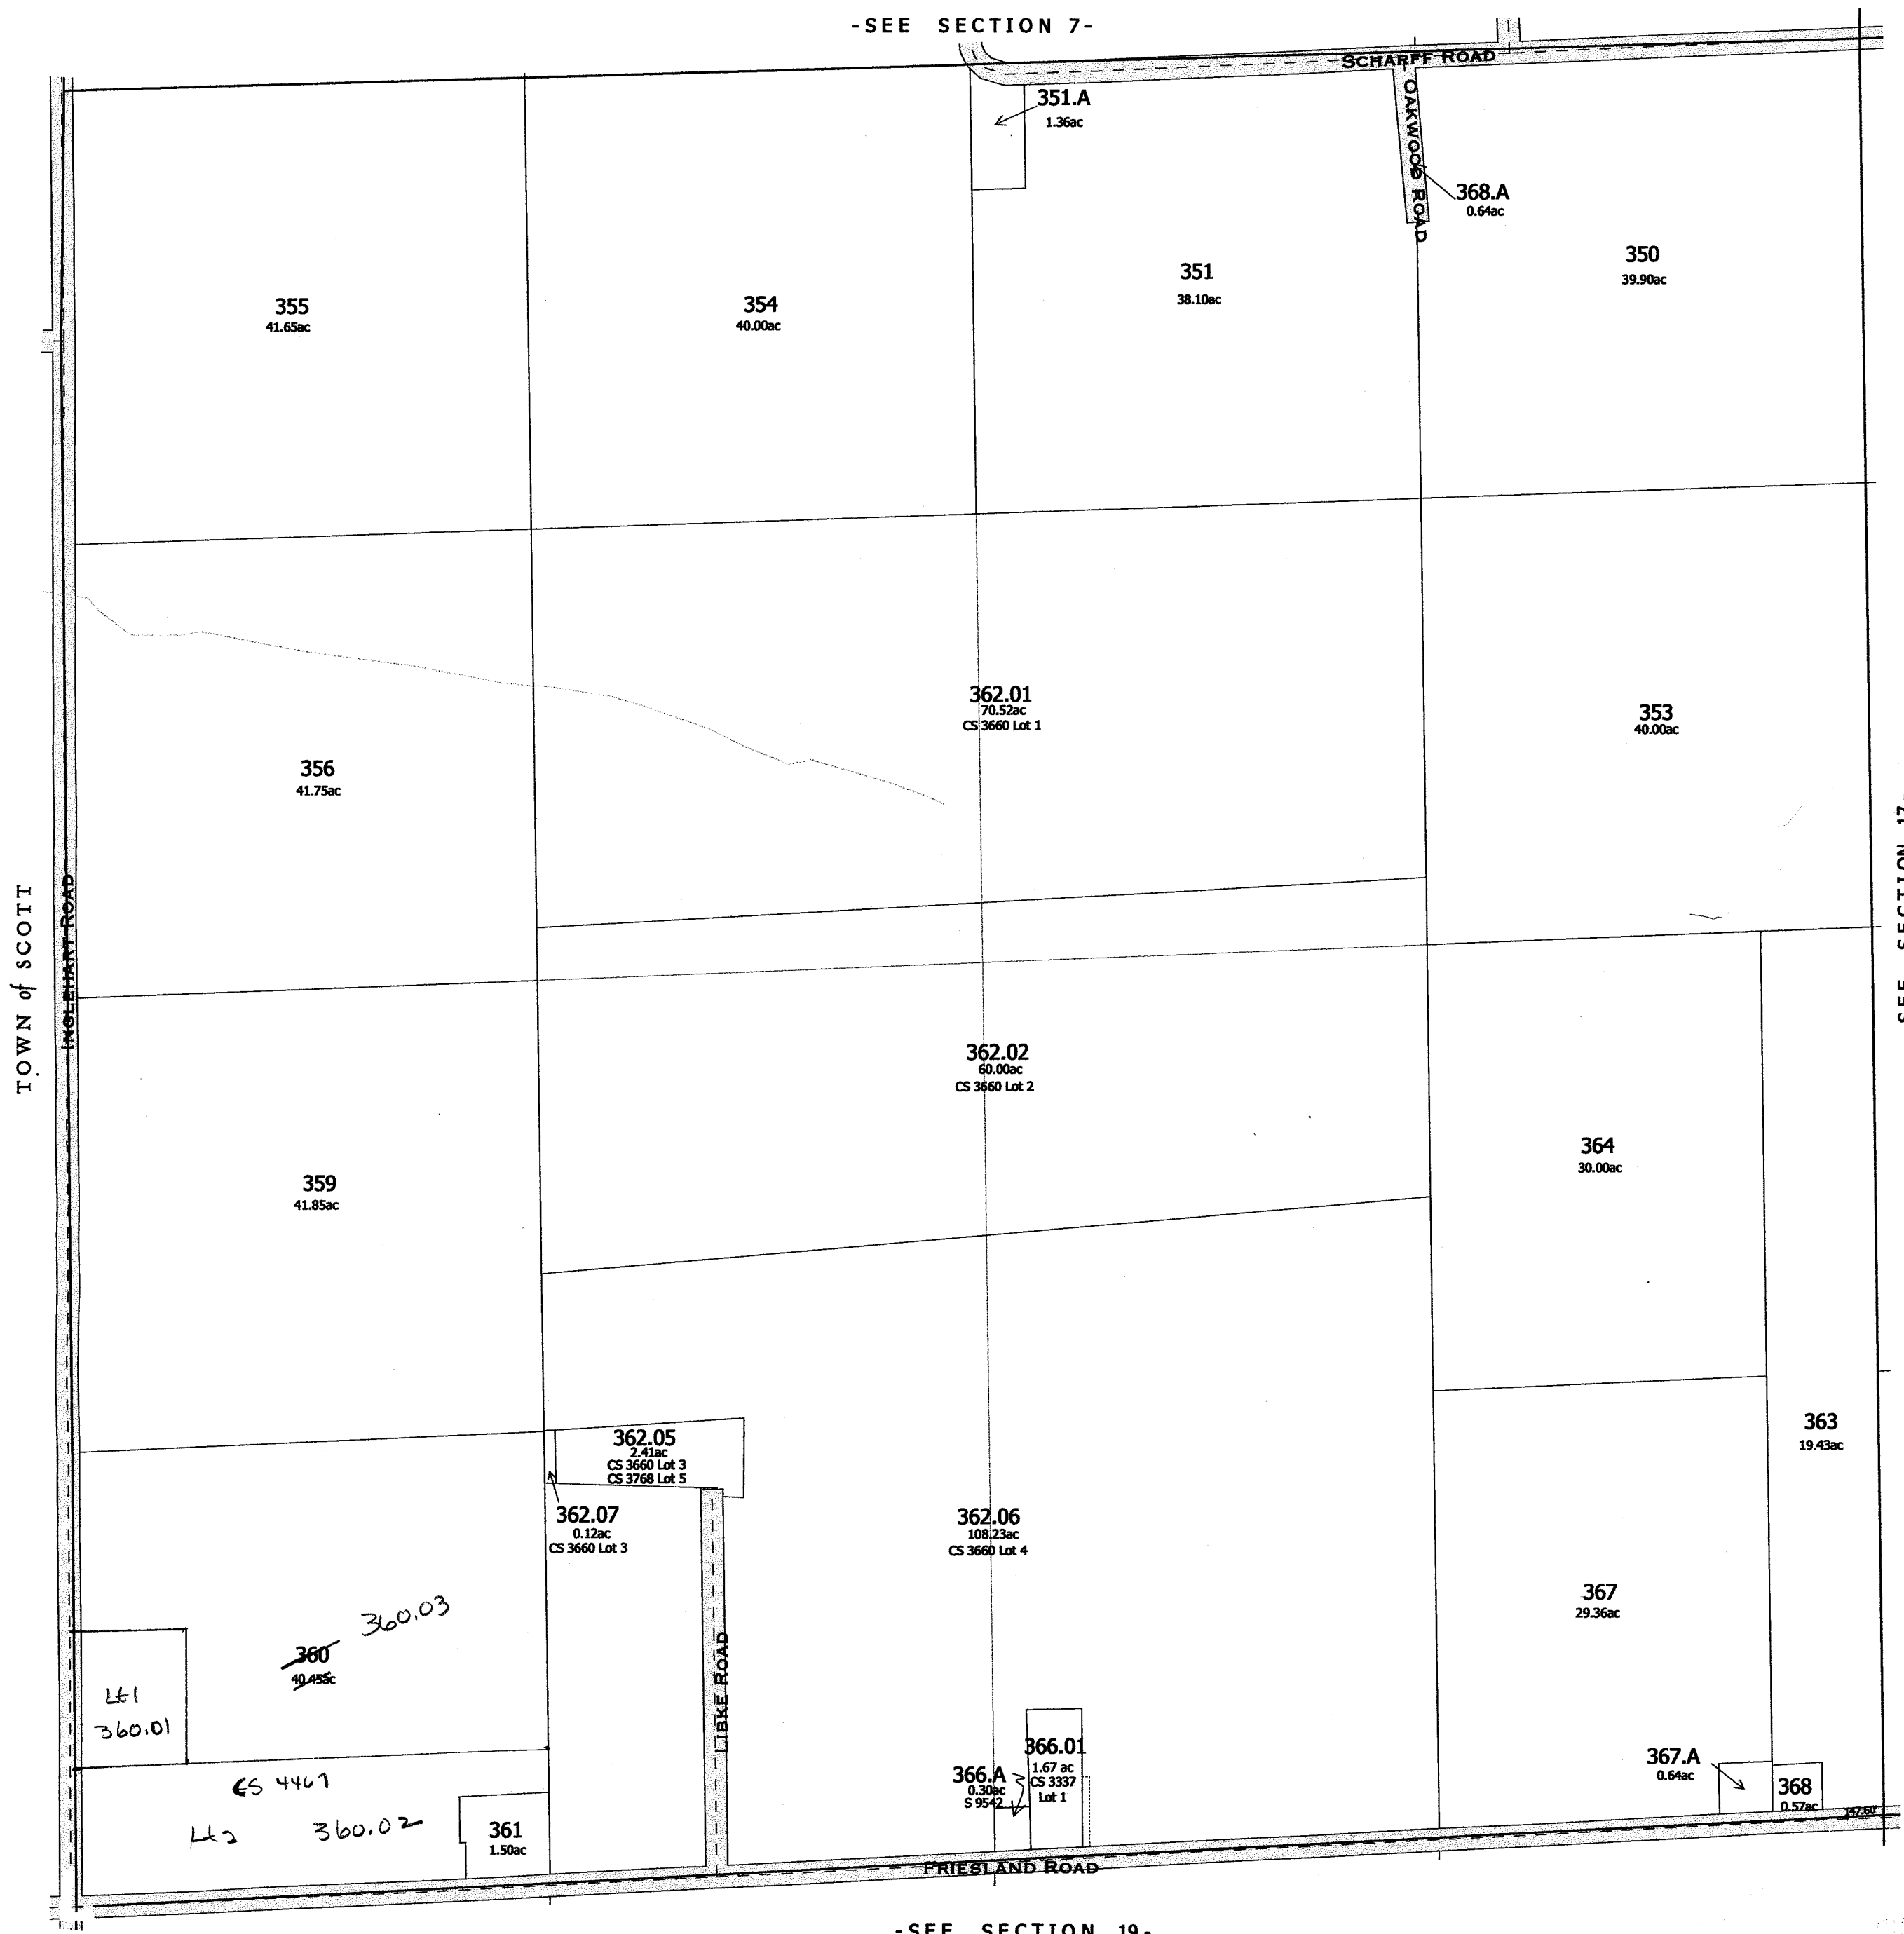 -SEE SECTION 7-
SCHARFF ROAD
OAKWOOD ROAD
351.A
1.36ac
368.A
0.64ac
355
41.65ac
354
40.00ac
351
38.10ac
350
39.90ac
362.01
70.52ac
CS 3660 Lot 1
353
40.00ac
356
41.75ac
TOWN of SCOTT
INGLEHART ROAD
SEE SECTION 17-
362.02
60.00ac
CS 3660 Lot 2
364
30.00ac
359
41.85ac
362.05
2.41ac
CS 3660 Lot 3
CS 3768 Lot 5
363
19.43ac
362.07
0.12ac
CS 3660 Lot 3
362.06
108.23ac
CS 3660 Lot 4
367
29.36ac
360.03
360
40.45ac
Lt1
360.01
LIBKE ROAD
366.01
1.67 ac
CS 3337
Lot 1
366.A
0.30ac
S 9542
367.A
0.64ac
368
0.57ac
147.60'
CS 4467
Lt2 360.02
361
1.50ac
FRIESLAND ROAD
-SEE SECTION 19-